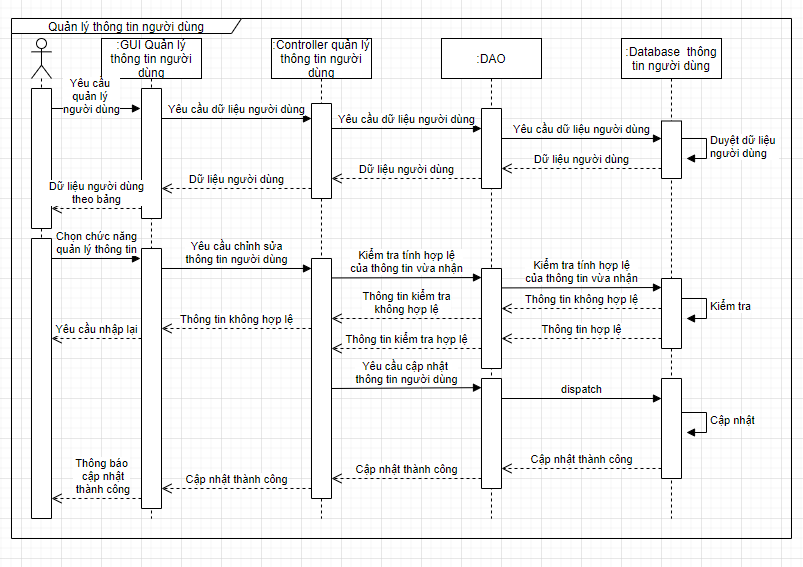 Quản lý thông tin người dùng
:GUI Quản lý
thông tin người
dùng
:Controller quản lý
thông tin người
dùng
:DAO
:Database thông
tin người dùng
Yêu cầu
quản lý
người dùng
Yêu cầu dữ liệu người dùng
Yêu cầu dữ liệu người dùng
Yêu cầu dữ liệu người dùng
Duyệt dữ liệu
người dùng
Dữ liệu người dùng
Dữ liệu người dùng
Dữ liệu người dùng
Dữ liệu người dùng
theo bảng
Chọn chức năng
quản lý thông tin
Yêu cầu chỉnh sửa
thông tin người dùng
Kiểm tra tính hợp lệ
của thông tin vừa nhận
Kiểm tra tính hợp lệ
của thông tin vừa nhận
Kiểm tra
Thông tin không hợp lệ
Thông tin kiểm tra
không hợp lệ
Thông tin không hợp lệ
Yêu cầu nhập lại
Thông tin hợp lệ
Thông tin kiểm tra hợp lệ
Yêu cầu cập nhật
thông tin người dùng
dispatch
Cập nhật
Cập nhật thành công
Cập nhật thành công
Cập nhật thành công
Thông báo
cập nhật
thành công